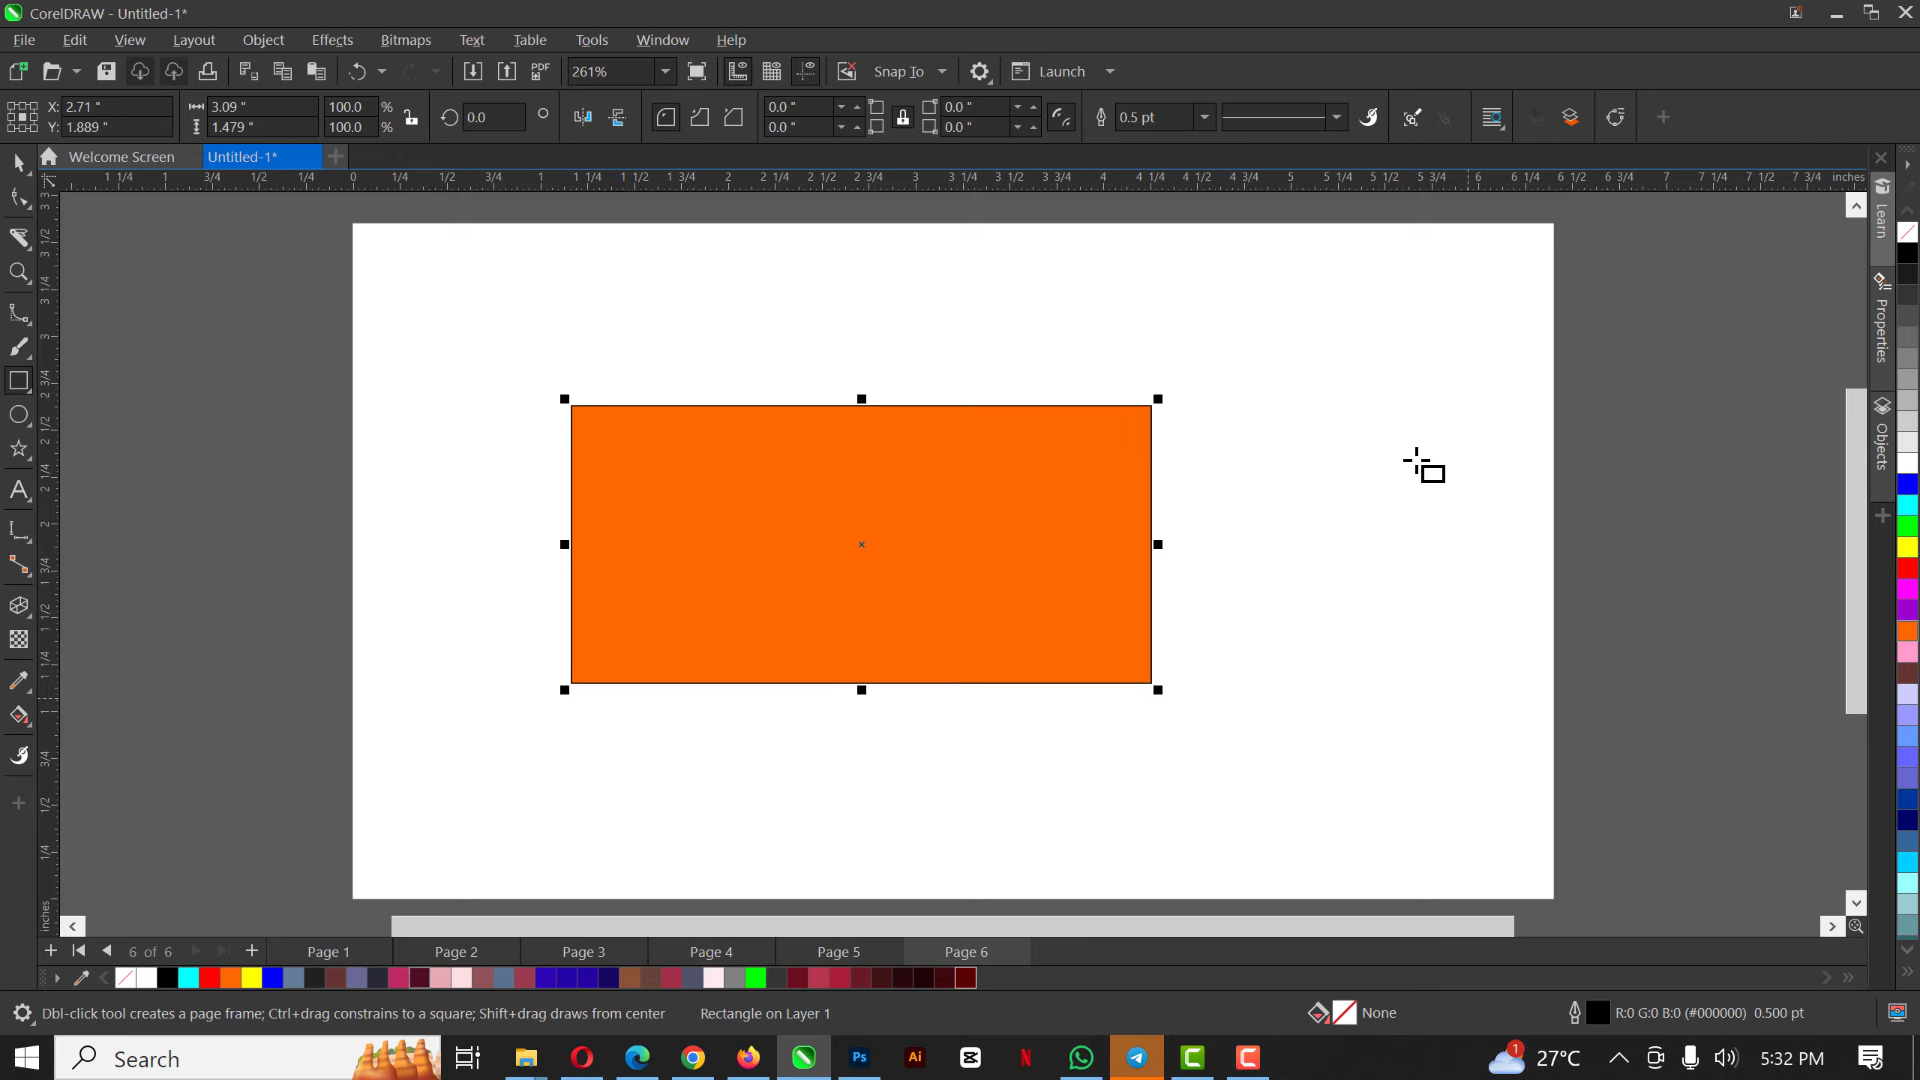 CorelDRAW - Untitled-1*
File Edit View Layout Object Effects Bitmaps Text Table Tools Window Help
PDF 261% Snap To Launch
X: 2.71 " 3.09 " 100.0 % 0.0 0.0 " 0.0 " 0.5 pt
Y: 1.889 " 1.479 " 100.0 % 0.0 " 0.0 "
Welcome Screen Untitled-1*
1 1/4 1 3/4 1/2 1/4 0 1/4 1/2 3/4 1 1 1/4 1 1/2 1 3/4 2 2 1/4 2 1/2 2 3/4 3 3 1/4 3 1/2 3 3/4 4 4 1/4 4 1/2 4 3/4 5 5 1/4 5 1/2 5 3/4 6 6 1/4 6 1/2 6 3/4 7 7 1/4 7 1/2 7 3/4 inches
Learn
Properties
Objects
inches
6 of 6 Page 1 Page 2 Page 3 Page 4 Page 5 Page 6
Dbl-click tool creates a page frame; Ctrl+drag constrains to a square; Shift+drag draws from center Rectangle on Layer 1 None R:0 G:0 B:0 (#000000) 0.500 pt
Search Ps Ai N C C 1 27°C 5:32 PM